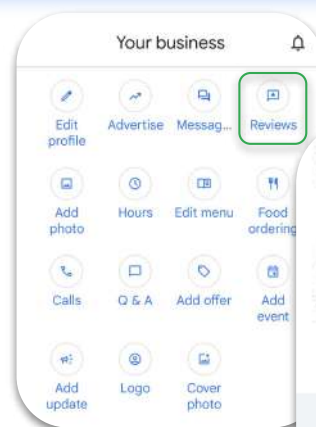 Your business
Edit profile
Advertise
Messag...
Reviews
Add photo
Hours
Edit menu
Food ordering
Calls
Q & A
Add offer
Add event
Add update
Logo
Cover photo